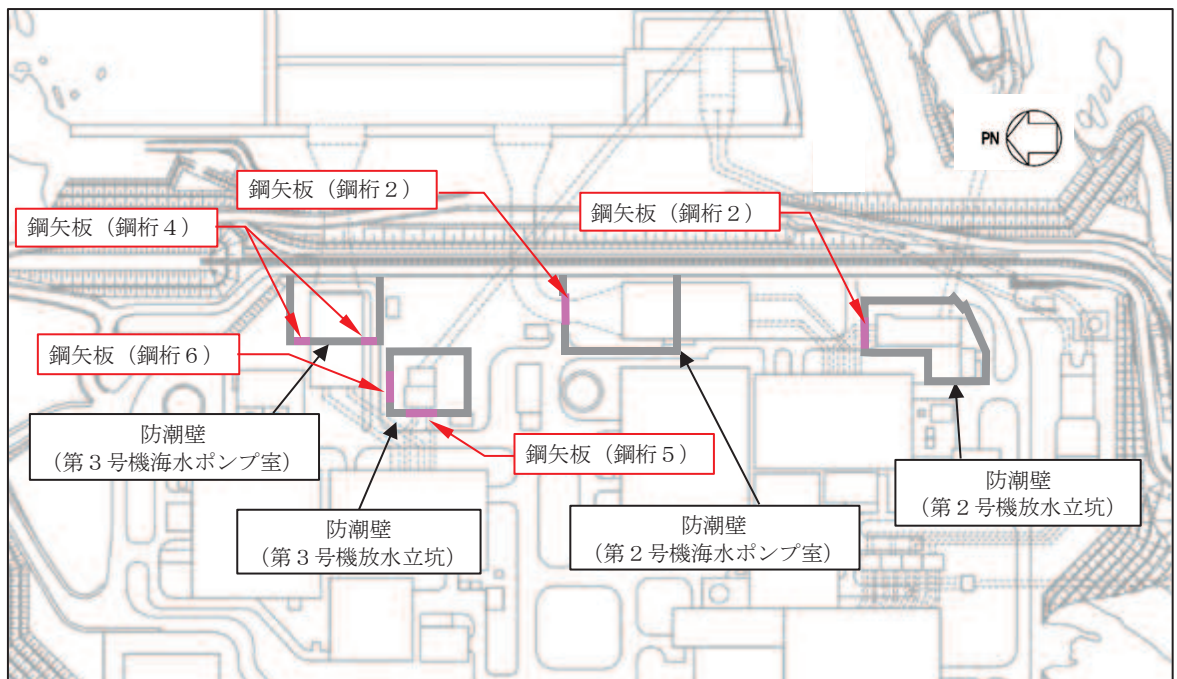 PN
鋼矢板（鋼桁２）
鋼矢板（鋼桁２）
鋼矢板（鋼桁４）
鋼矢板（鋼桁６）
防潮壁
（第３号機海水ポンプ室）
鋼矢板（鋼桁５）
防潮壁
（第２号機放水立坑）
防潮壁
（第３号機放水立坑）
防潮壁
（第２号機海水ポンプ室）